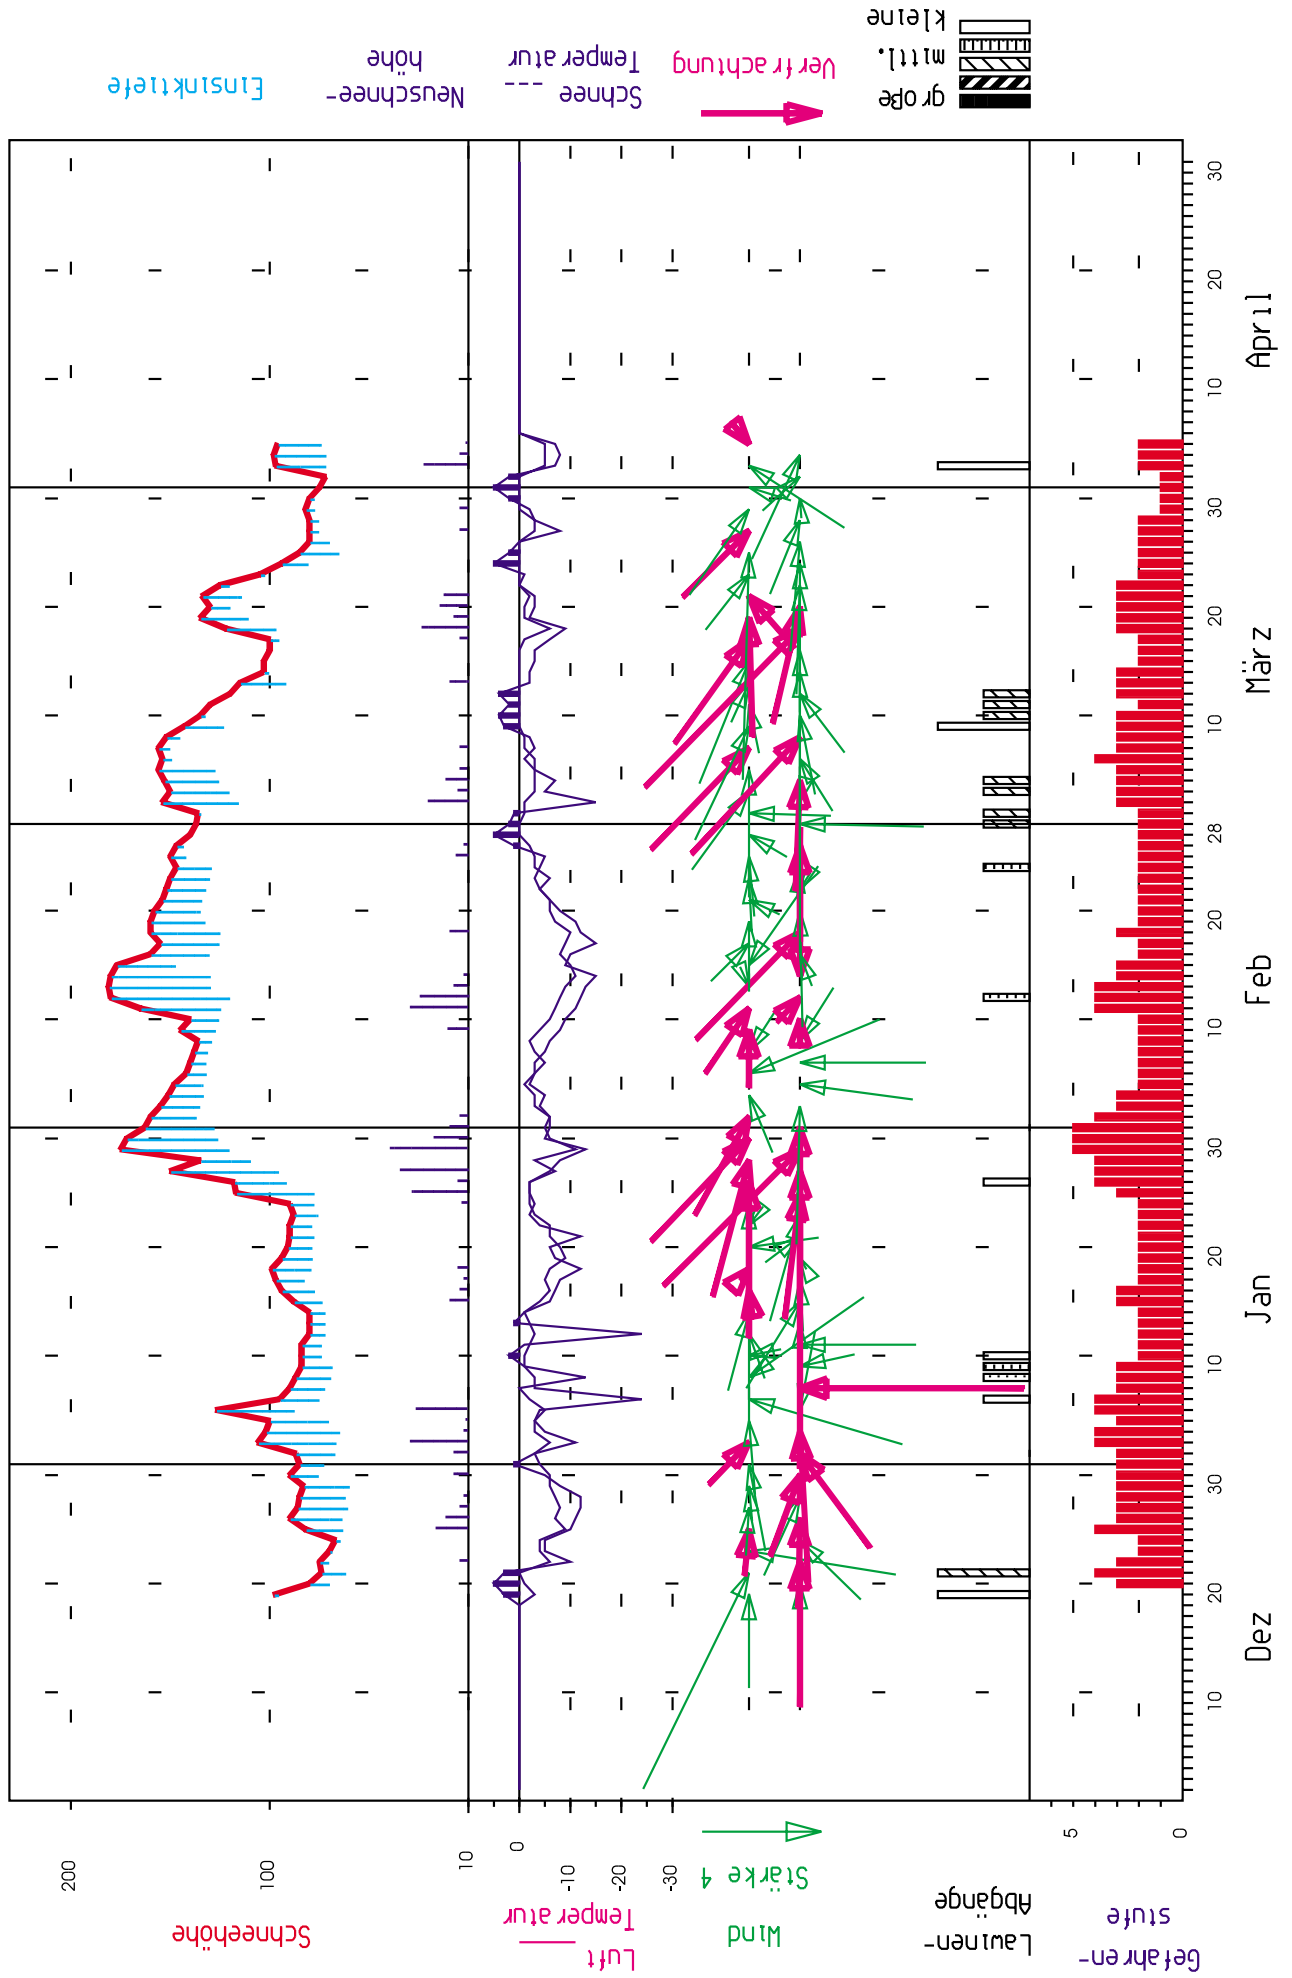 Einsinktiefe
Neuschnee-
höhe
Schnee
Temperatur
Verfrachtung
große
mittl.
kleine
200
100
10
0
-10
-20
-30
5
0
Schneehöhe
Luft
Temperatur
Wind
Stärke 4
Lawinen-
Abgänge
Gefahren-
stufe
10
20
30
10
20
30
10
20
28
10
20
30
10
20
30
Dez
Jan
Feb
März
April